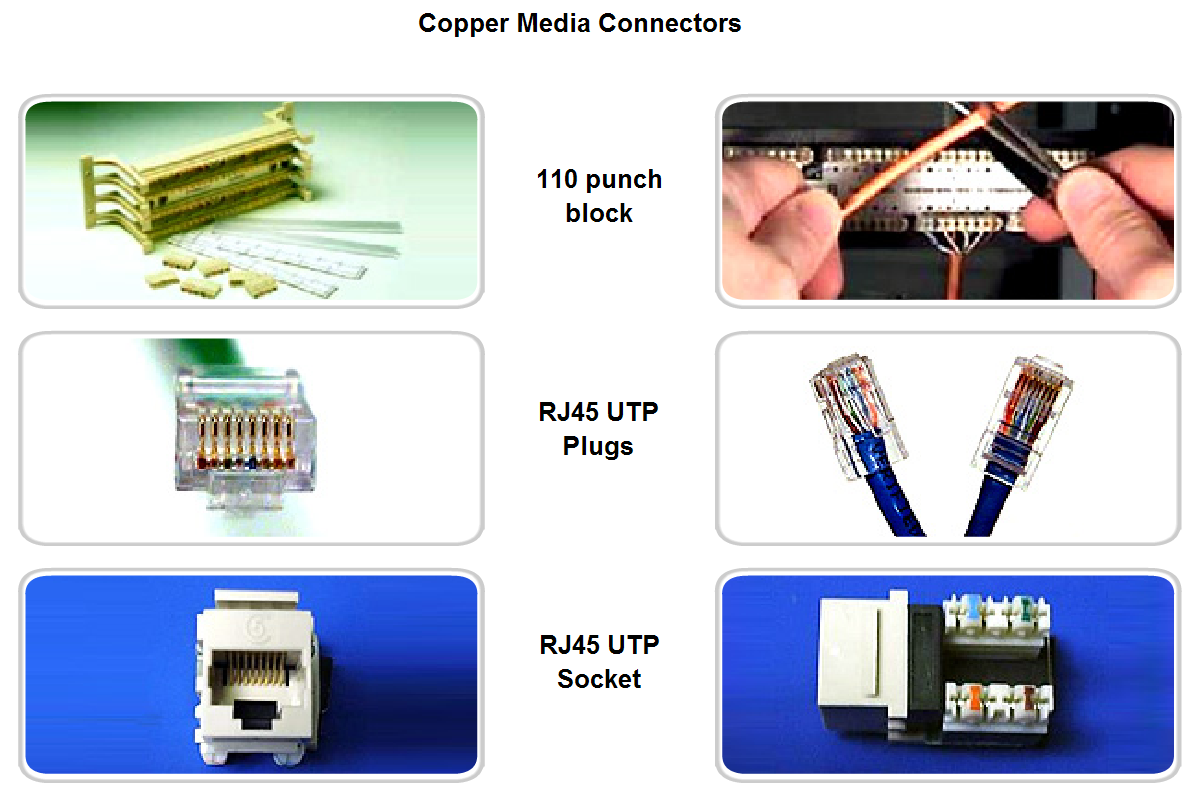 Copper Media Connectors
110 punch
block
RJ45 UTP
Plugs
RJ45 UTP
Socket